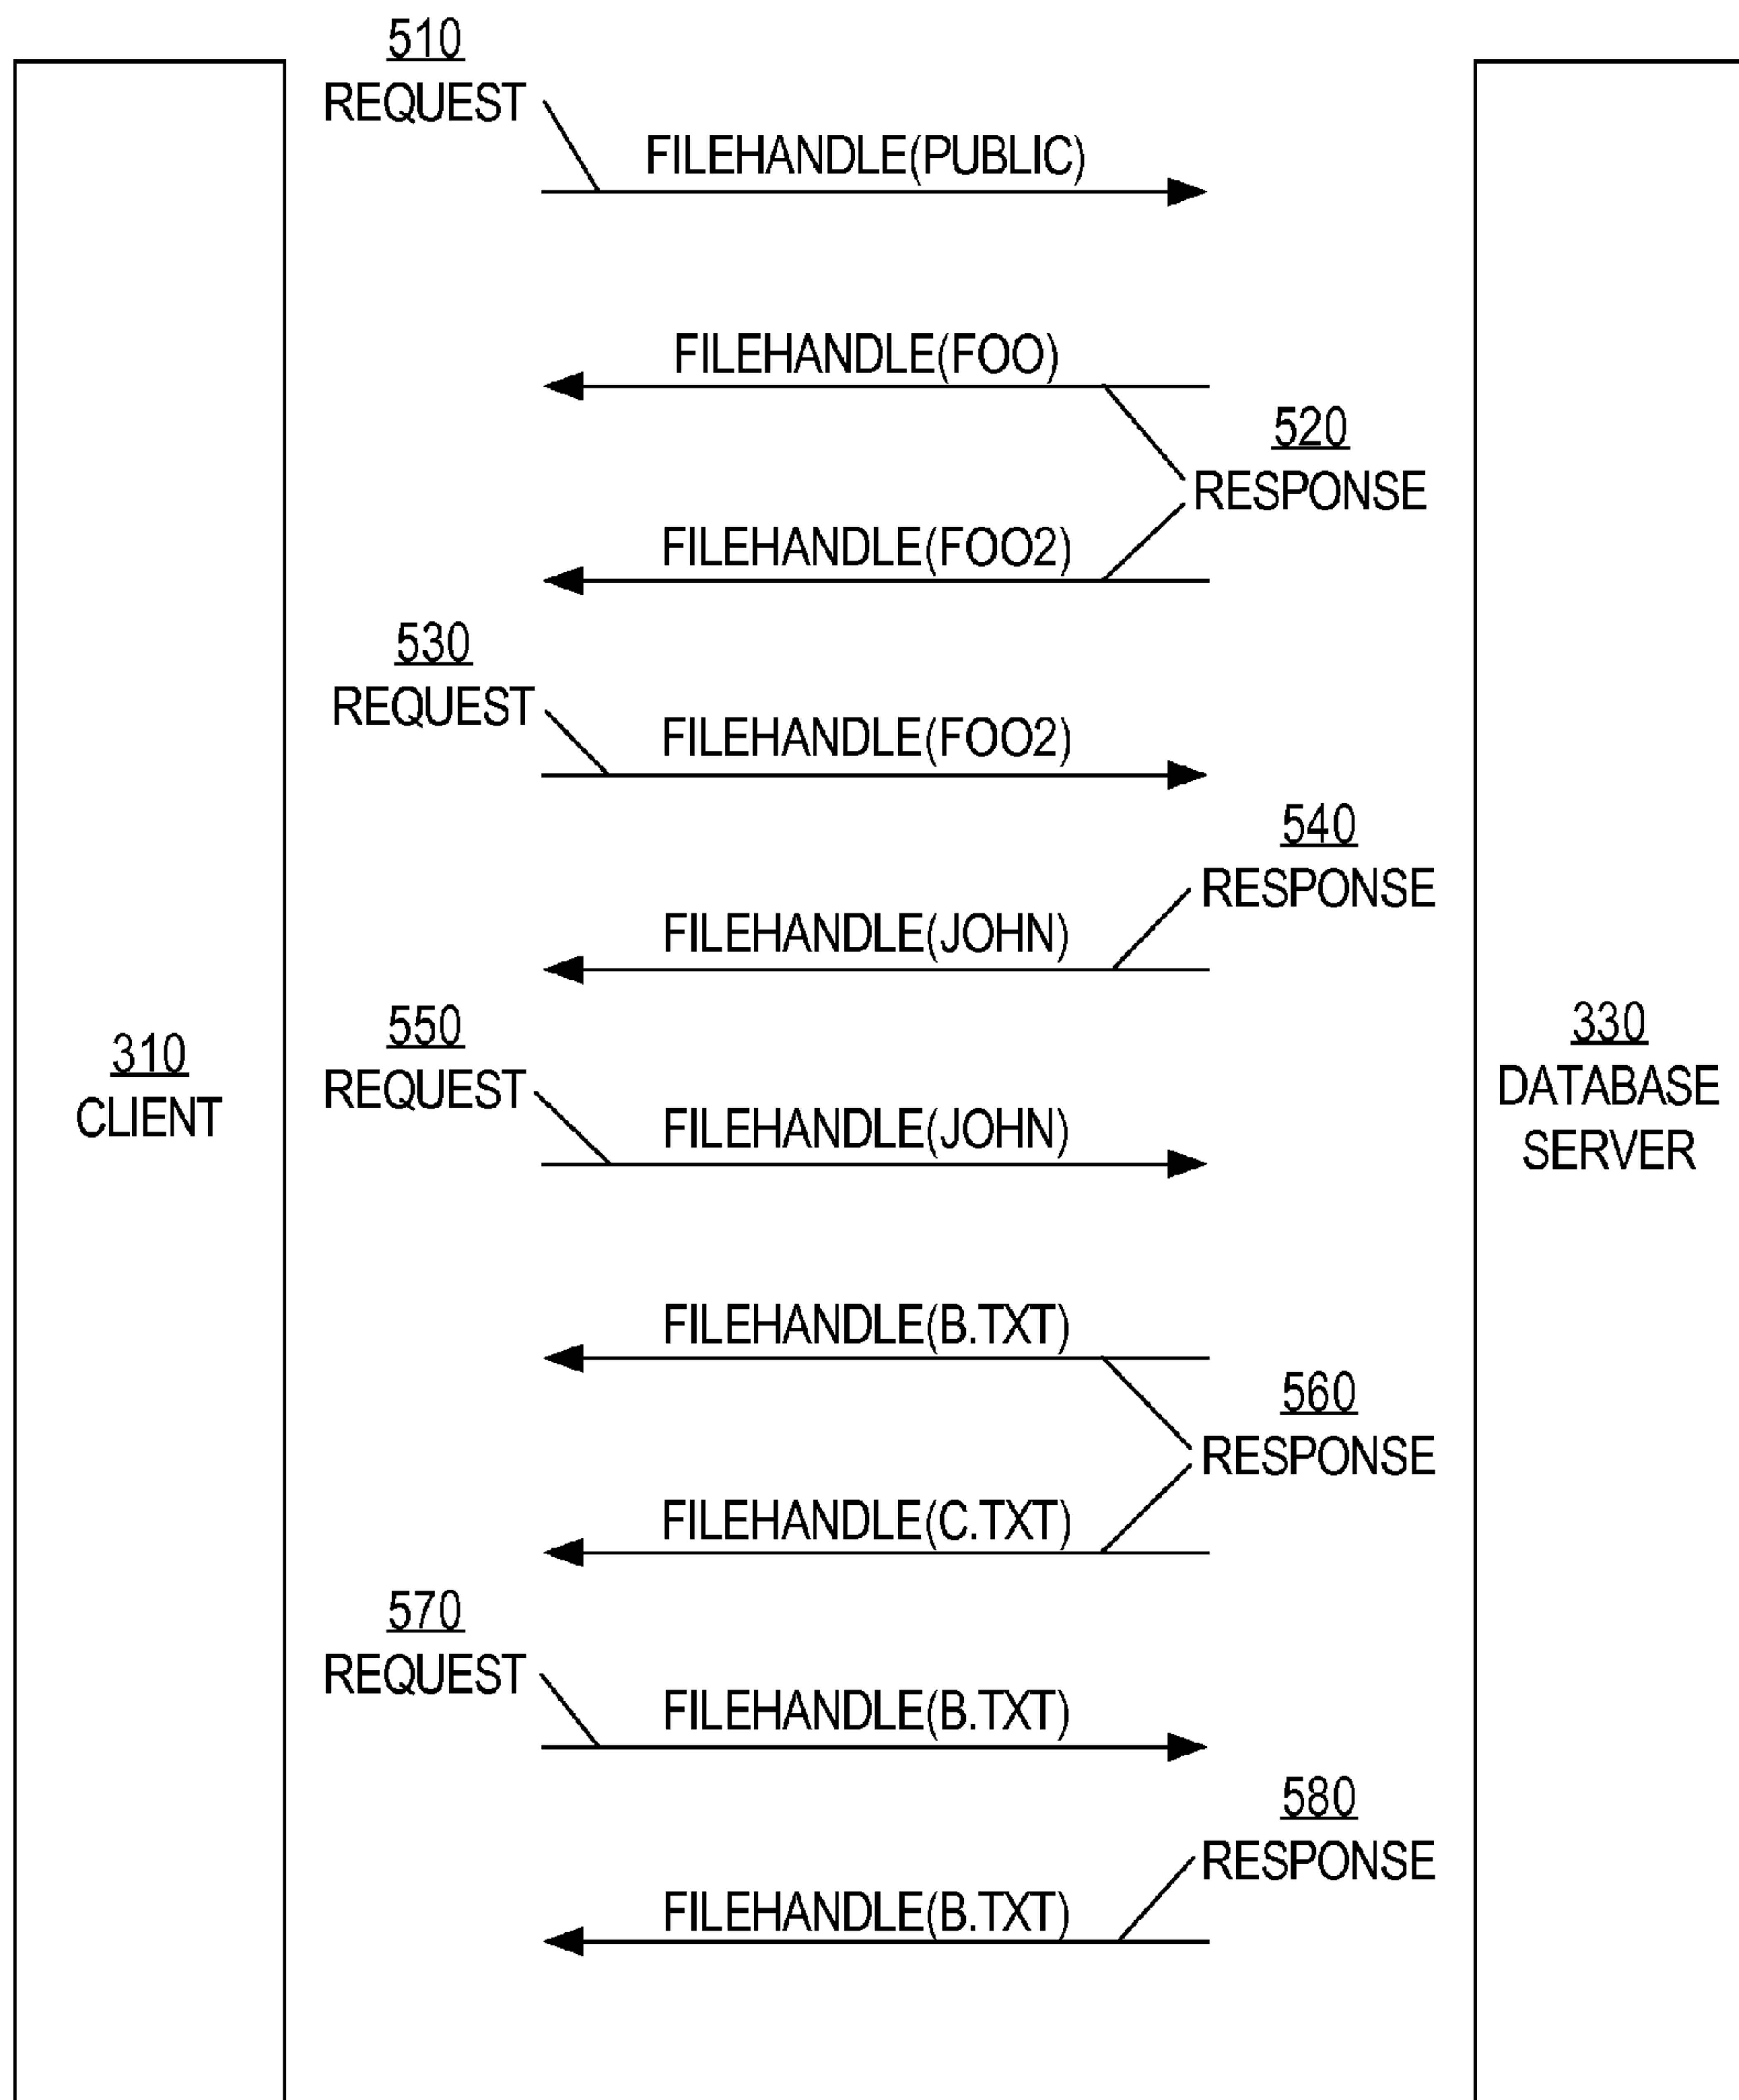 510
REQUEST
FILEHANDLE(PUBLIC)
FILEHANDLE(FOO)
520
RESPONSE
FILEHANDLE(FOO2)
530
REQUEST
FILEHANDLE(FOO2)
540
RESPONSE
FILEHANDLE(JOHN)
310
CLIENT
550
REQUEST
FILEHANDLE(JOHN)
330
DATABASE
SERVER
FILEHANDLE(B.TXT)
560
RESPONSE
FILEHANDLE(C.TXT)
570
REQUEST
FILEHANDLE(B.TXT)
580
RESPONSE
FILEHANDLE(B.TXT)